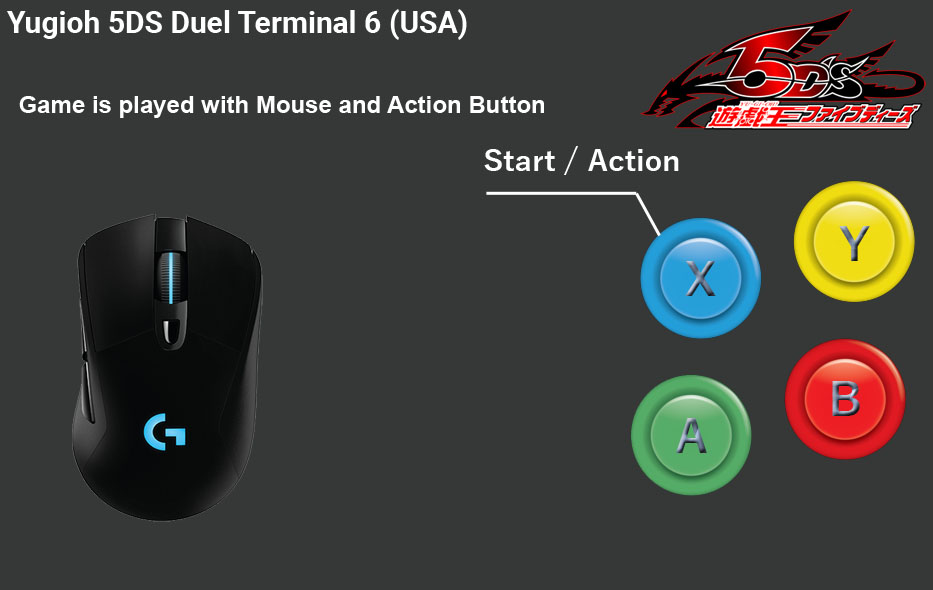 Yugioh 5DS Duel Terminal 6 (USA)
5D's
遊戯王ファイブディーズ
Game is played with Mouse and Action Button
Start / Action
Y
X
B
A
G